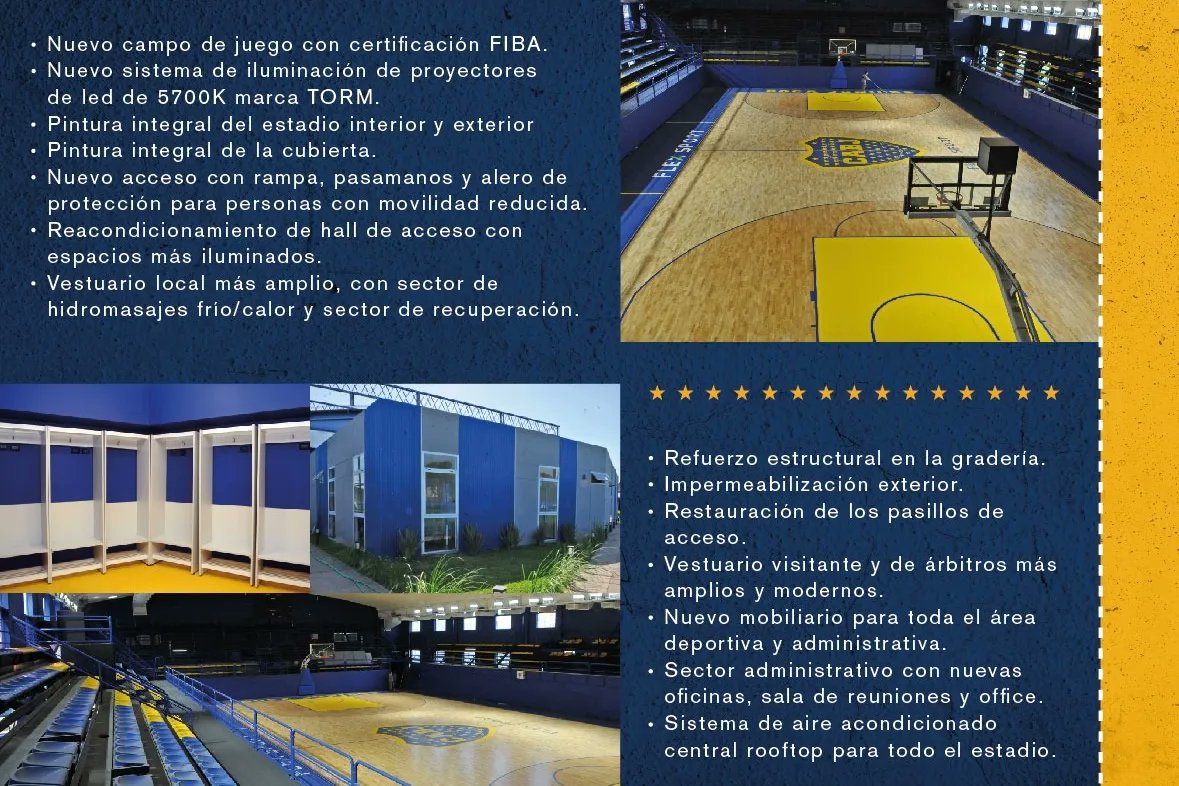 • Nuevo campo de juego con certificación FIBA.
• Nuevo sistema de iluminación de proyectores
de led de 5700K marca TORM.
• Pintura integral del estadio interior y exterior
• Pintura integral de la cubierta.
• Nuevo acceso con rampa, pasamanos y alero de
protección para personas con movilidad reducida.
• Reacondicionamiento de hall de acceso con
espacios más iluminados.
• Vestuario local más amplio, con sector de
hidromasajes frío/calor y sector de recuperación.
FLEX SPORT
CABJ
• Refuerzo estructural en la gradería.
• Impermeabilización exterior.
• Restauración de los pasillos de
acceso.
• Vestuario visitante y de árbitros más
amplios y modernos.
• Nuevo mobiliario para toda el área
deportiva y administrativa.
• Sector administrativo con nuevas
oficinas, sala de reuniones y office.
• Sistema de aire acondicionado
central rooftop para todo el estadio.